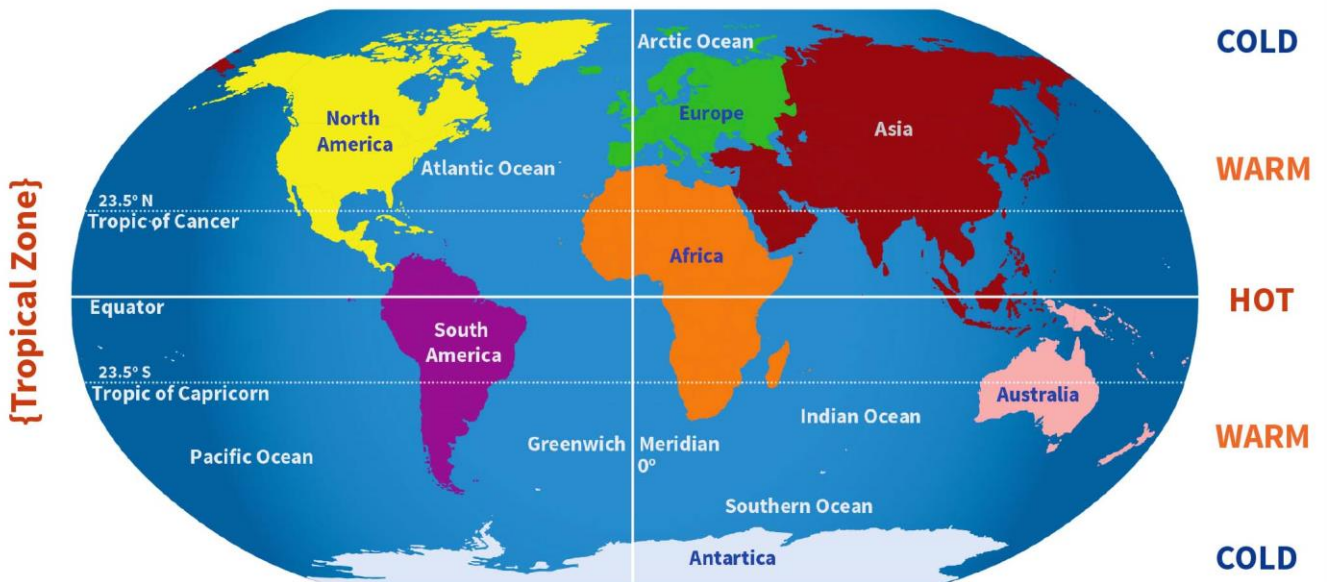 COLD
Arctic Ocean
North
America
Europe
Asia
Atlantic Ocean
WARM
{Tropical Zone}
23.5° N
Tropic of Cancer
Africa
Equator
HOT
South
America
23.5° S
Tropic of Capricorn
Australia
Indian Ocean
Greenwich Meridian
0°
WARM
Pacific Ocean
Southern Ocean
Antartica
COLD